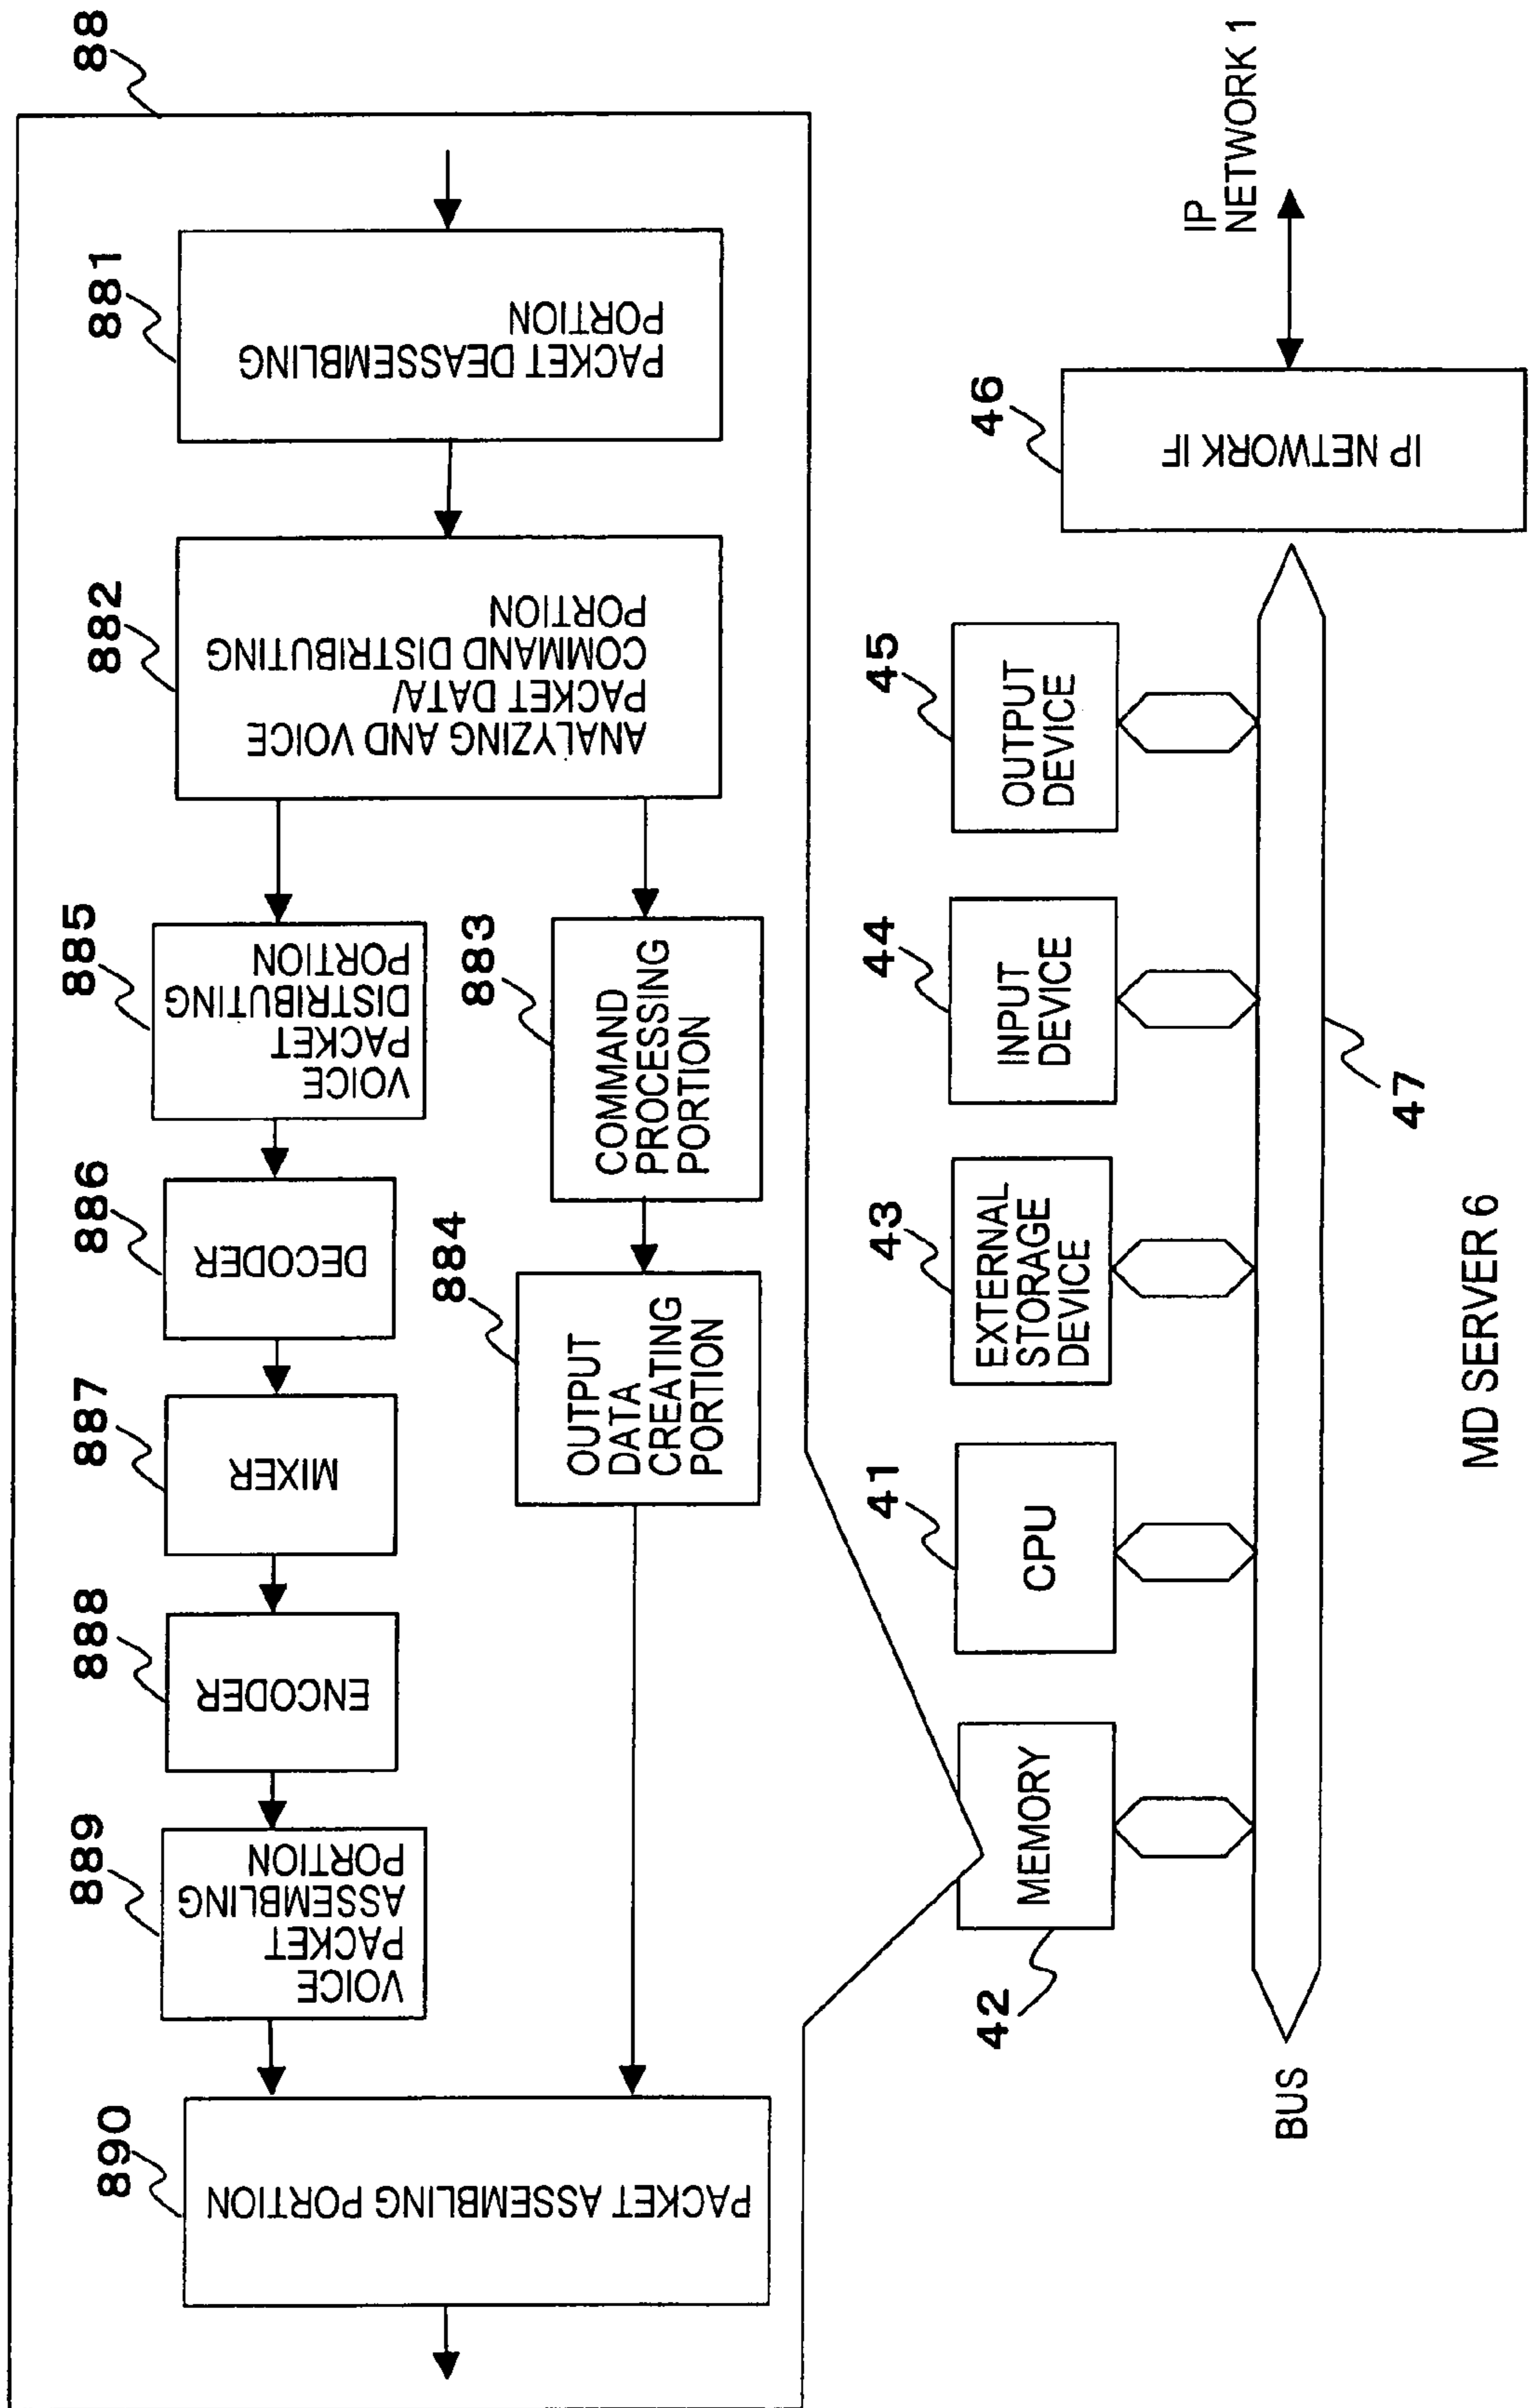 88
881
PACKET DEASSEMBLING
PORTION
882
ANALYZING AND VOICE
PACKET DATA/
COMMAND DISTRIBUTING
PORTION
885
VOICE
PACKET
DISTRIBUTING
PORTION
883
COMMAND
PROCESSING
PORTION
886
DECODER
884
OUTPUT
DATA
CREATING
PORTION
887
MIXER
888
ENCODER
889
VOICE
PACKET
ASSEMBLING
PORTION
890
PACKET ASSEMBLING PORTION
42
MEMORY
41
CPU
43
EXTERNAL
STORAGE
DEVICE
44
INPUT
DEVICE
45
OUTPUT
DEVICE
46
IP NETWORK IF
IP
NETWORK 1
BUS
47
MD SERVER 6